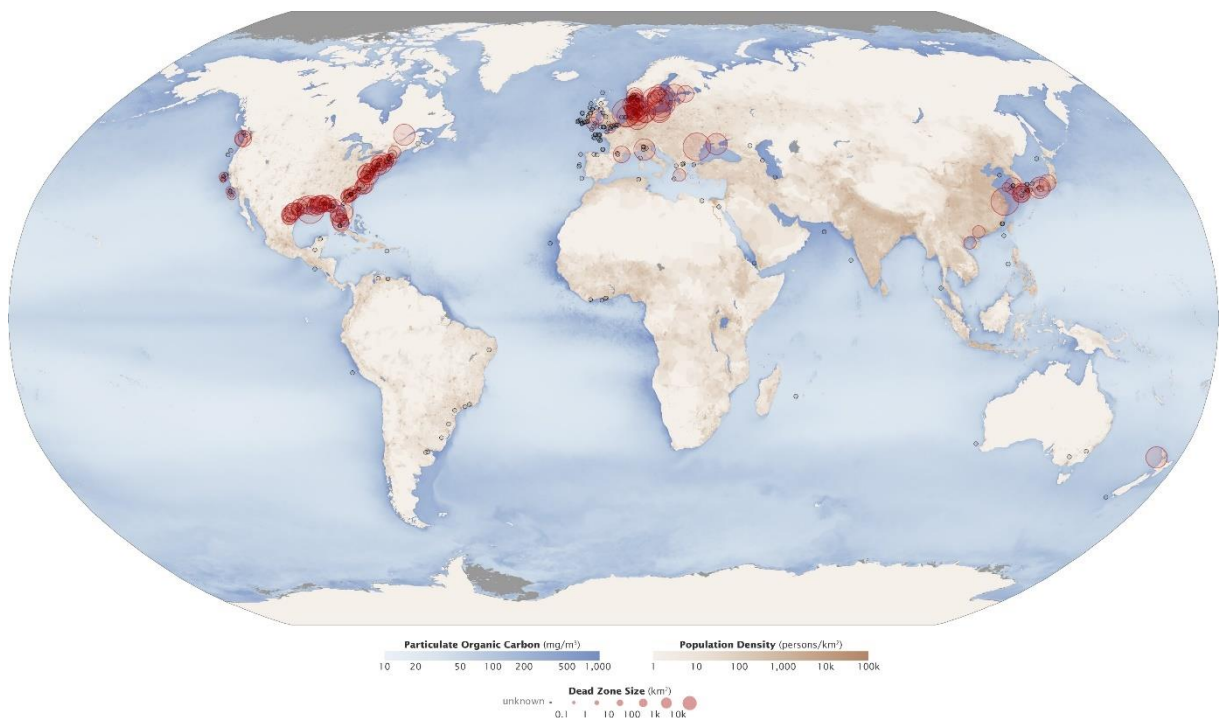 Particulate Organic Carbon (mg/m³)
10 20 50 100 200 500 1,000
Population Density (persons/km²)
1 10 100 1,000 10k 100k
Dead Zone Size (km²)
unknown
0.1 1 10 100 1k 10k